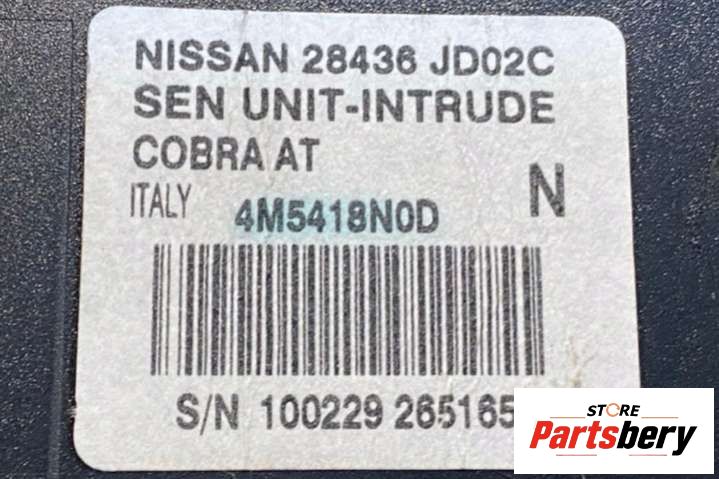 NISSAN 28436 JD02C
SEN UNIT-INTRUDE
COBRA AT
N
ITALY 4M5418N0D
S/N 100229 265165
STORE
Partsbery